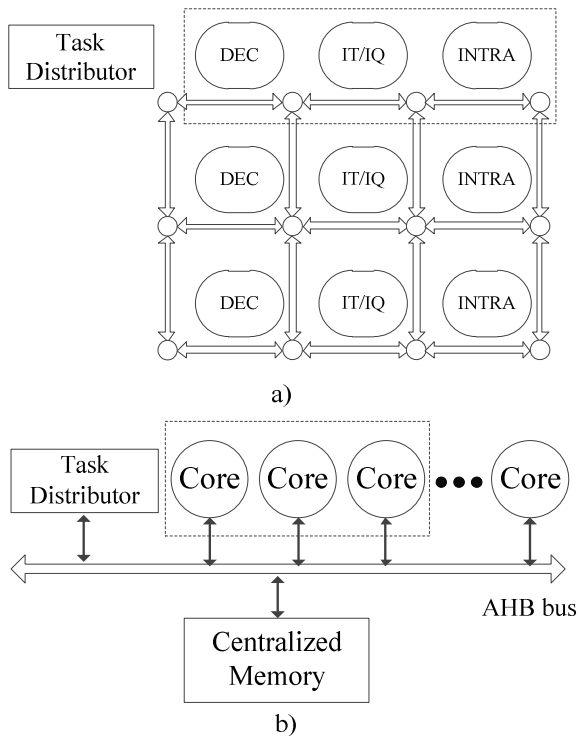 Task
Distributor
DEC
IT/IQ
INTRA
DEC
IT/IQ
INTRA
DEC
IT/IQ
INTRA
a)
Task
Distributor
Core
Core
Core
Core
AHB bus
Centralized
Memory
b)